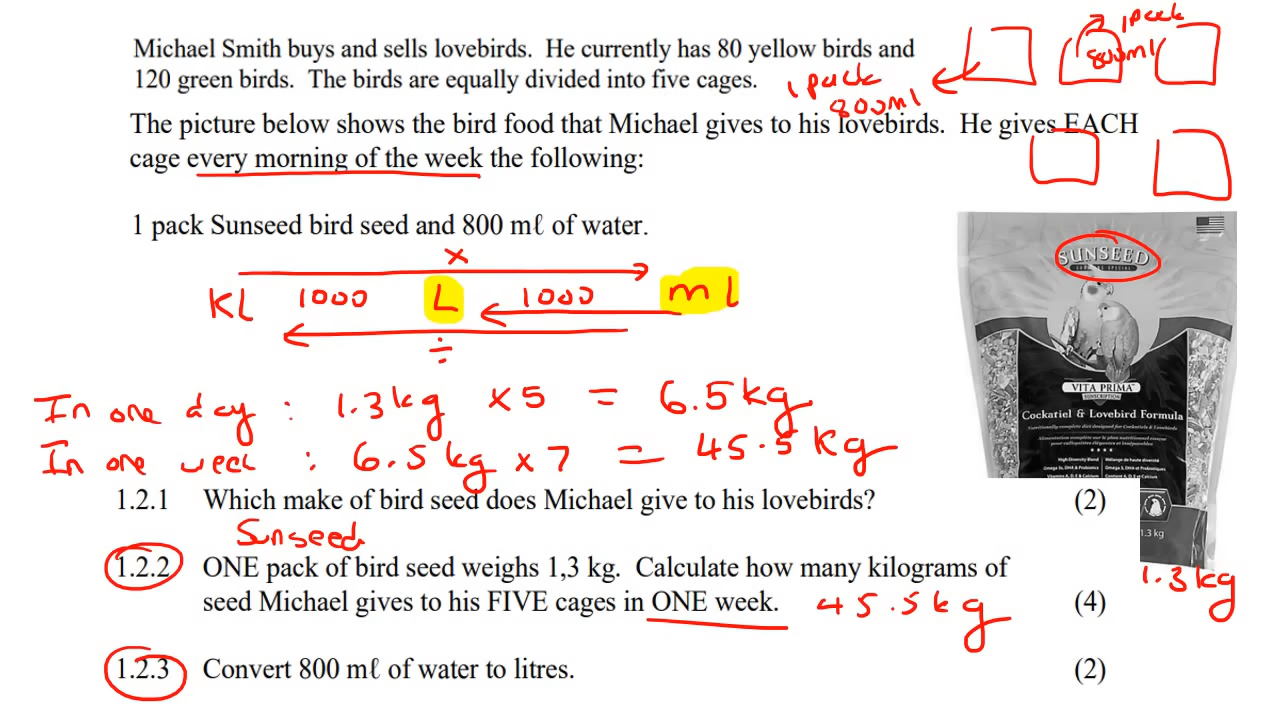 1 pack
800ml
Michael Smith buys and sells lovebirds. He currently has 80 yellow birds and
120 green birds. The birds are equally divided into five cages.
1 pack
800ml
The picture below shows the bird food that Michael gives to his lovebirds. He gives EACH
cage every morning of the week the following:
1 pack Sunseed bird seed and 800 mℓ of water.
×
KL 1000 L 1000 ml
÷
SUNSEED
VITA PRIMA
Cockatiel & Lovebird Formula
In one day : 1.3kg ×5 = 6.5kg
In one week : 6.5kg ×7 = 45.5kg
1.2.1 Which make of bird seed does Michael give to his lovebirds? (2)
Sunseed
1.3 kg
1.2.2 ONE pack of bird seed weighs 1,3 kg. Calculate how many kilograms of
1.3kg
seed Michael gives to his FIVE cages in ONE week. 45.5kg (4)
1.2.3 Convert 800 mℓ of water to litres. (2)